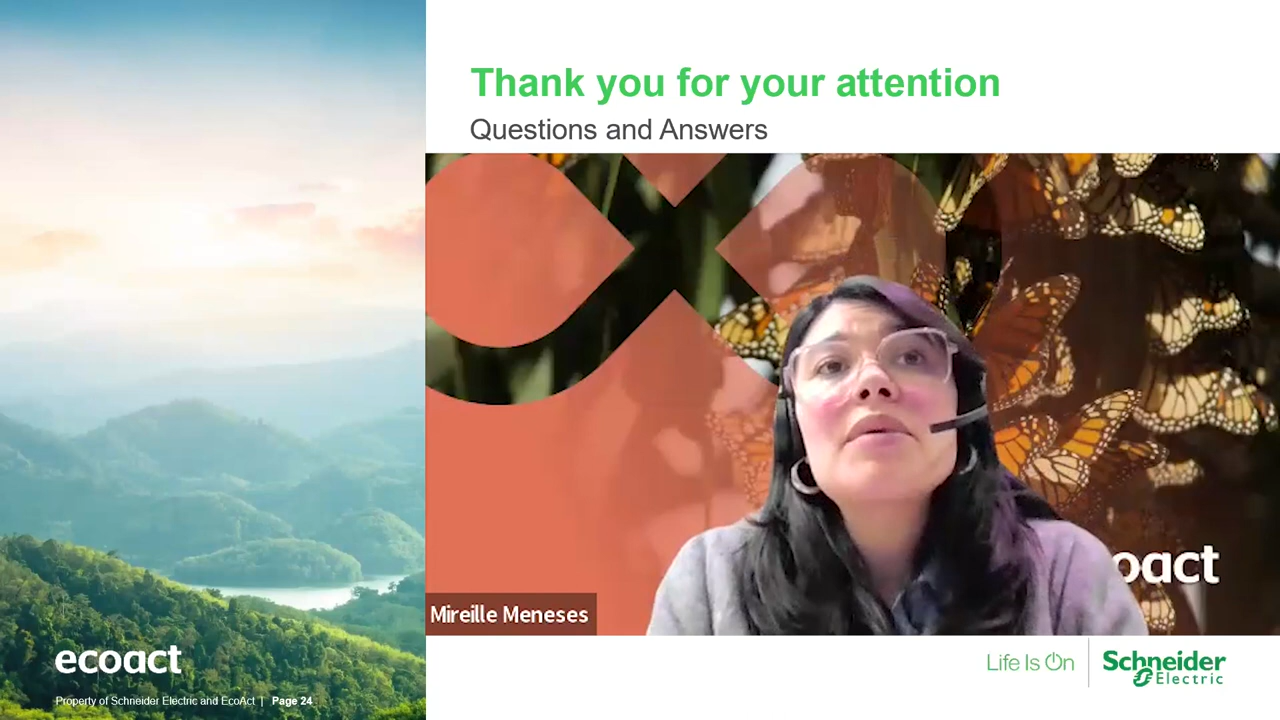 Thank you for your attention
Questions and Answers
oact
Mireille Meneses
ecoact
Property of Schneider Electric and EcoAct | Page 24
Life Is On
Schneider
Electric